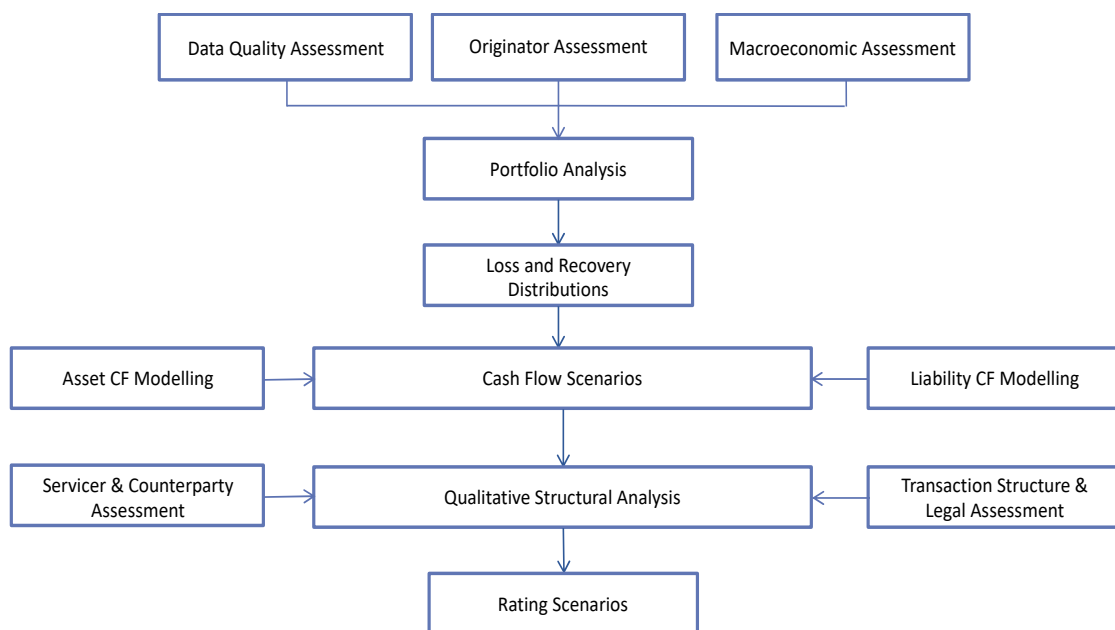 Data Quality Assessment
Originator Assessment
Macroeconomic Assessment
Portfolio Analysis
Loss and Recovery
Distributions
Asset CF Modelling
Cash Flow Scenarios
Liability CF Modelling
Servicer & Counterparty
Assessment
Qualitative Structural Analysis
Transaction Structure &
Legal Assessment
Rating Scenarios